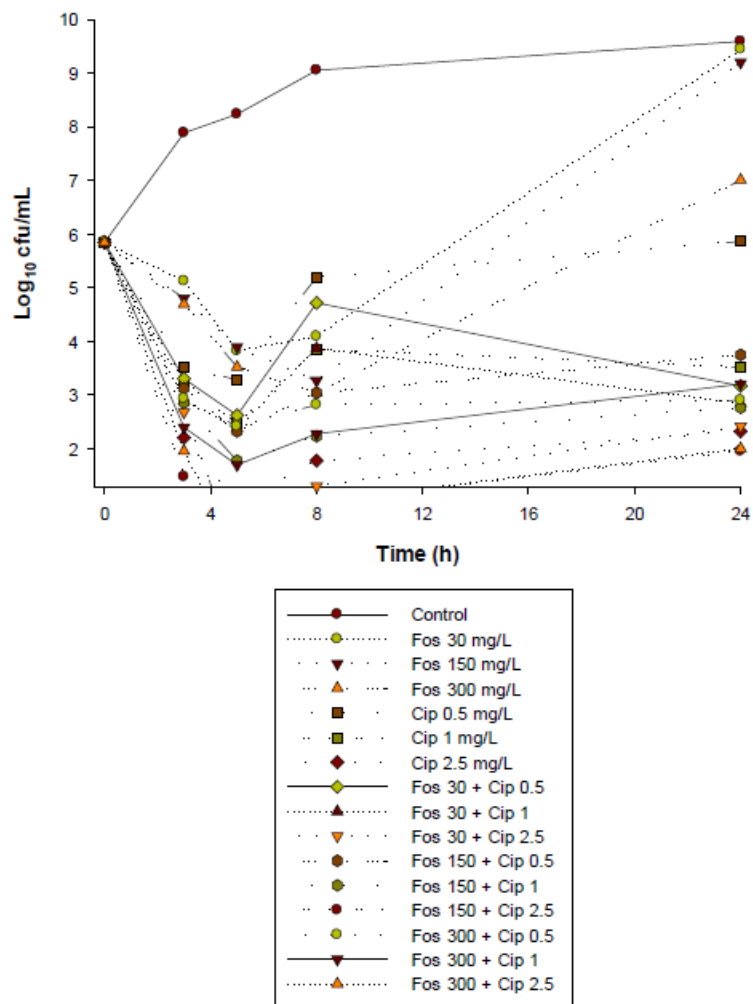 10
9
8
7
6
5
4
3
2
Log10 cfu/mL
0 4 8 12 16 20 24
Time (h)
Control
Fos 30 mg/L
Fos 150 mg/L
Fos 300 mg/L
Cip 0.5 mg/L
Cip 1 mg/L
Cip 2.5 mg/L
Fos 30 + Cip 0.5
Fos 30 + Cip 1
Fos 30 + Cip 2.5
Fos 150 + Cip 0.5
Fos 150 + Cip 1
Fos 150 + Cip 2.5
Fos 300 + Cip 0.5
Fos 300 + Cip 1
Fos 300 + Cip 2.5